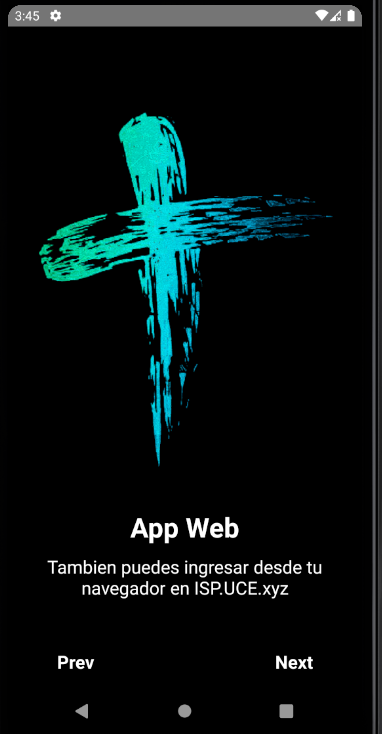 3:45
App Web
Tambien puedes ingresar desde tu
navegador en ISP.UCE.xyz
Prev
Next